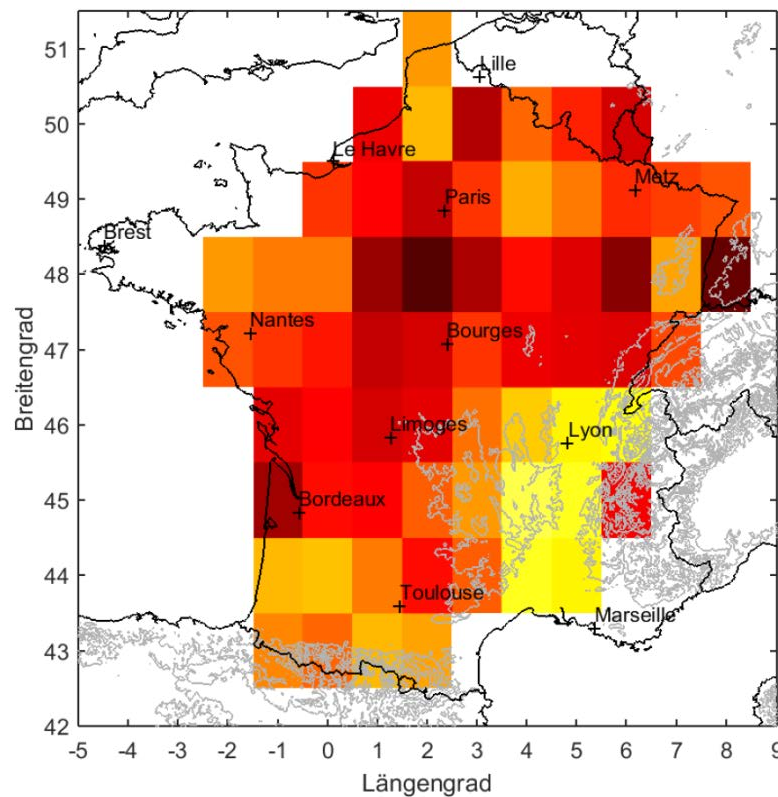 51
Lille
50
Le Havre
49
Paris
Metz
Brest
48
Nantes
Bourges
47
46
Limoges
Lyon
45
Bordeaux
44
Toulouse
Marseille
43
42
-5 -4 -3 -2 -1 0 1 2 3 4 5 6 7 8 9
Längengrad
Breitengrad